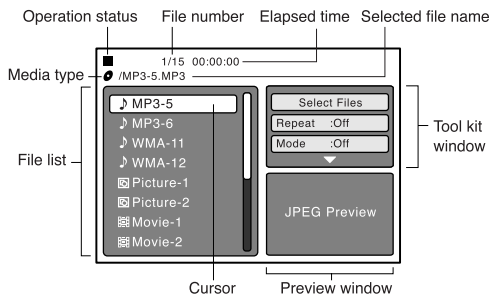 Operation status File number Elapsed time Selected file name
1/15 00:00:00
Media type /MP3-5.MP3
MP3-5 Select Files
MP3-6 Repeat :Off
WMA-11 Mode :Off
WMA-12
Picture-1
Picture-2
Movie-1
Movie-2
File list
Tool kit
window
JPEG Preview
Cursor Preview window